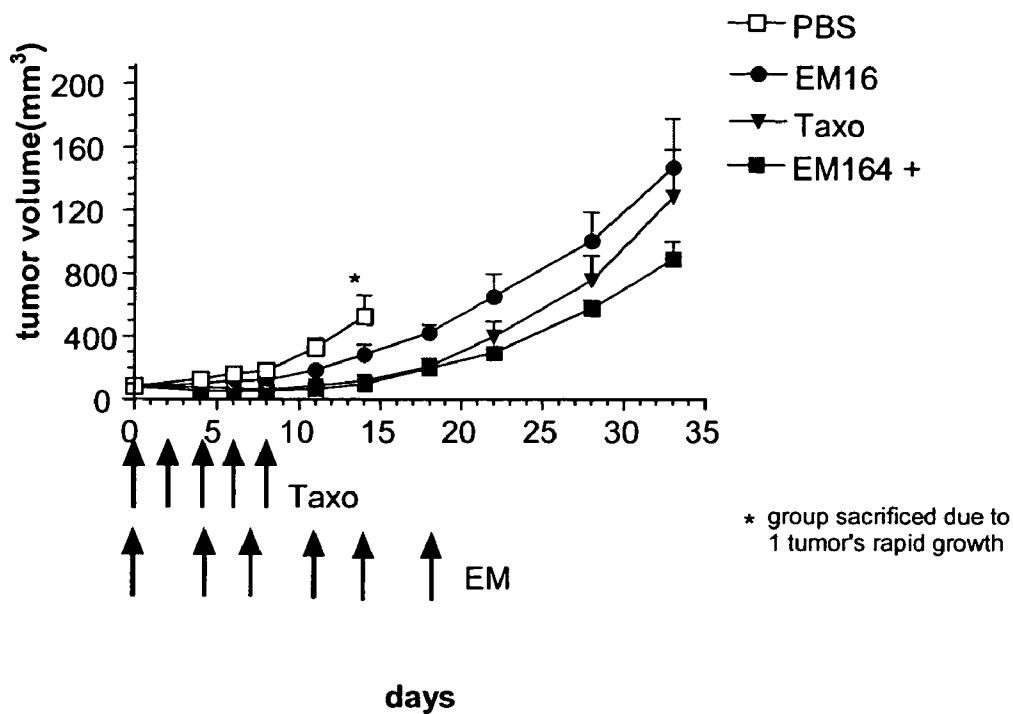 PBS
EM16
Taxo
EM164 +
tumor volume(mm³)
200
160
120
800
400
0
0 5 10 15 20 25 30 35
*
Taxo
EM
* group sacrificed due to
1 tumor's rapid growth
days